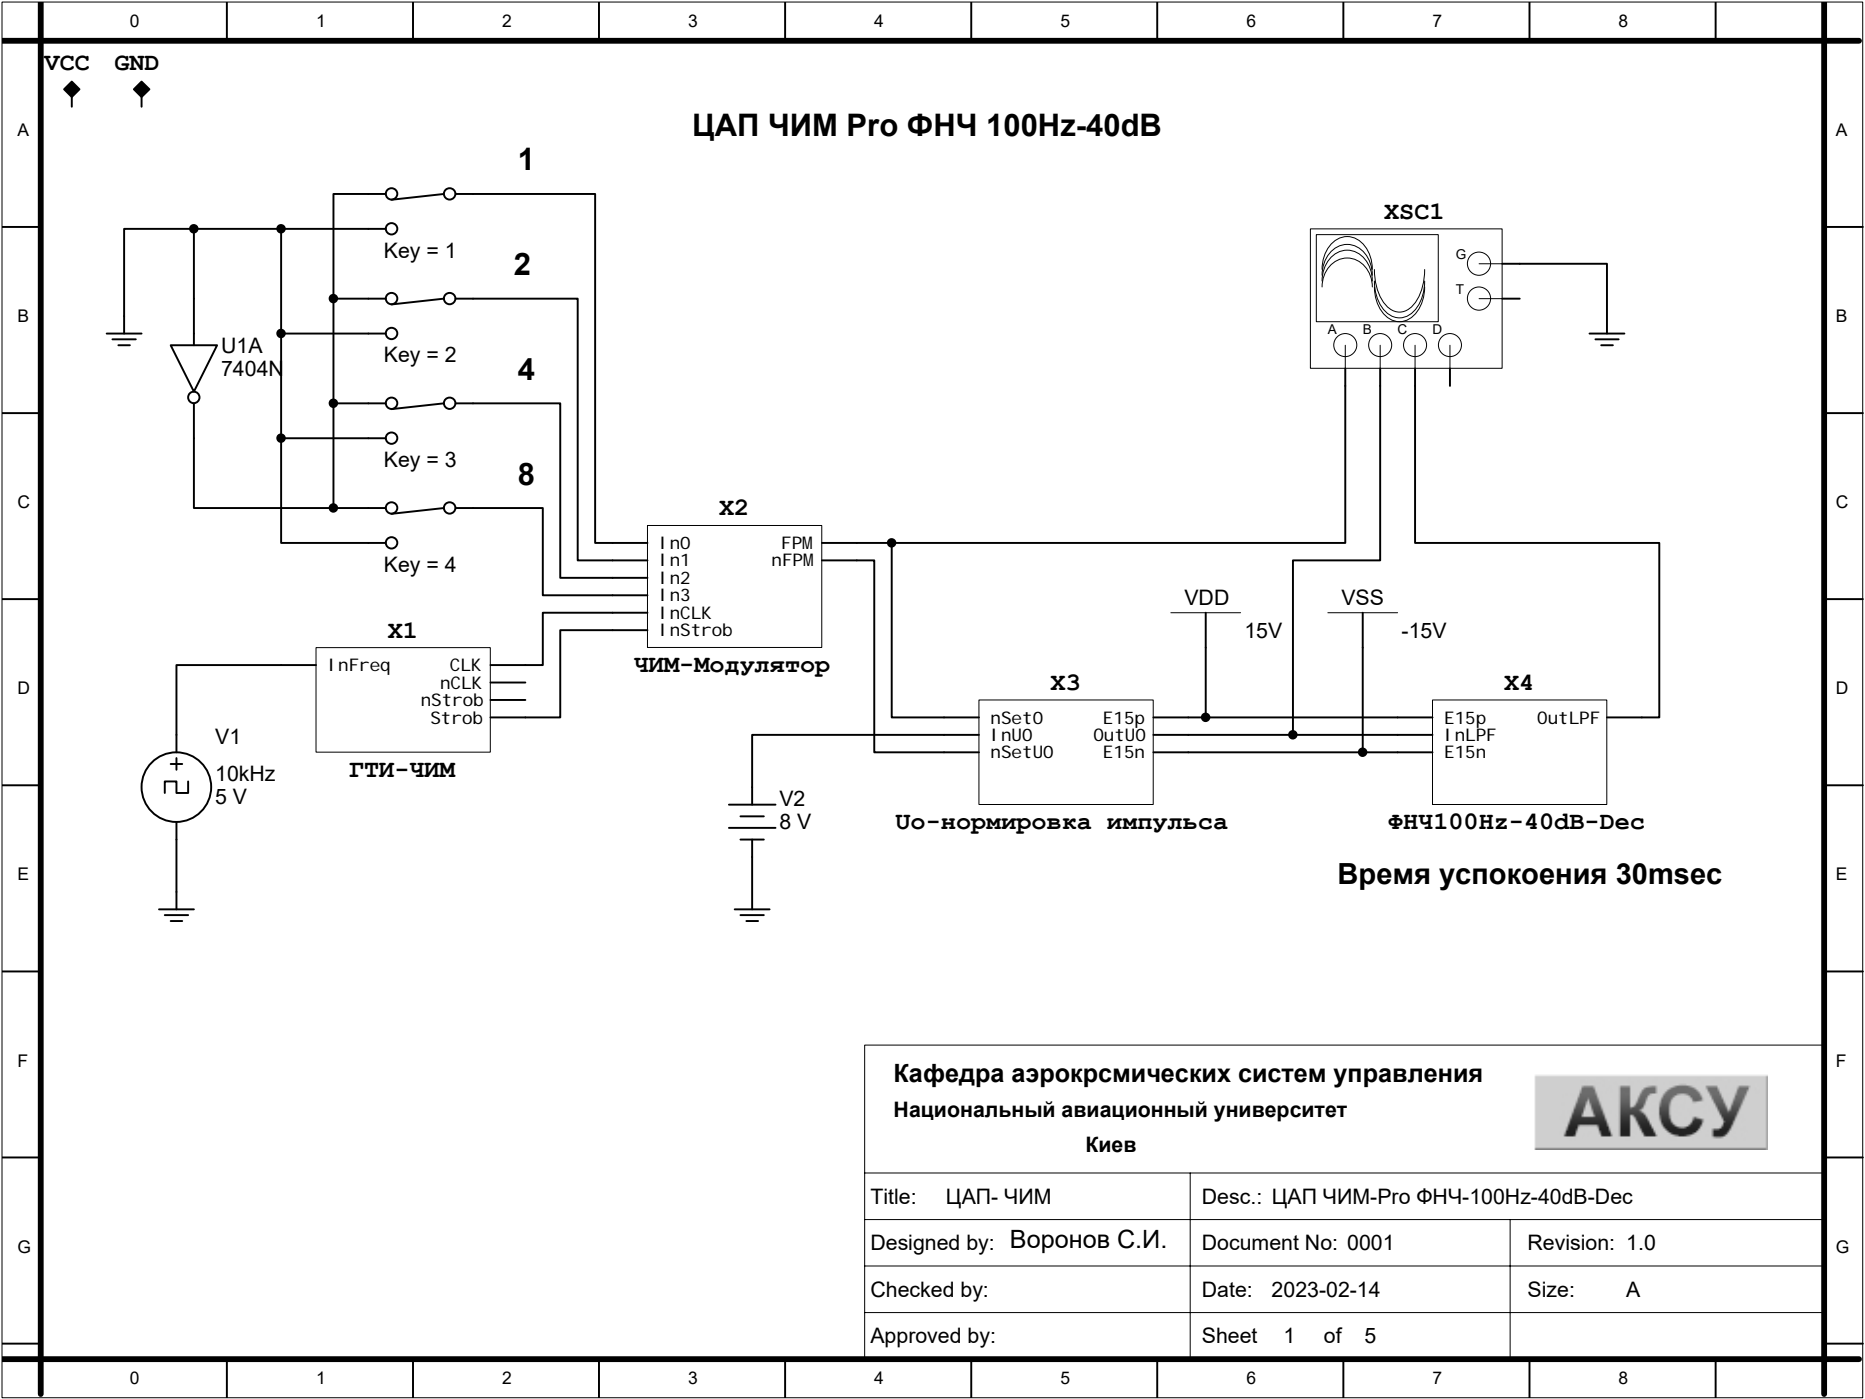 0 1 2 3 4 5 6 7 8
VCC GND
ЦАП ЧИМ Pro ФНЧ 100Hz-40dB
A A
1
Key = 1
2
Key = 2
4
Key = 3
8
Key = 4
U1A
7404N
XSC1
G
T
A B C D
B B
C C
X2
In0 FPM
In1 nFPM
In2
In3
InCLK
InStrob
ЧИМ-Модулятор
X1
InFreq CLK
nCLK
nStrob
Strob
ГТИ-ЧИМ
V1
10kHz
5 V
VDD
15V
VSS
-15V
D D
X3
nSet0 E15p
InU0 OutU0
nSetU0 E15n
Uo-нормировка импульса
V2
8 V
X4
E15p OutLPF
InLPF
E15n
ФНЧ100Hz-40dB-Dec
Время успокоения 30msec
E E
F F
Кафедра аэрокрсмических систем управления
Национальный авиационный университет
Киев
АКСУ
Title: ЦАП- ЧИМ
Desc.: ЦАП ЧИМ-Pro ФНЧ-100Hz-40dB-Dec
Designed by: Воронов С.И.
Document No: 0001
Revision: 1.0
G G
Checked by:
Date: 2023-02-14
Size: A
Approved by:
Sheet 1 of 5
0 1 2 3 4 5 6 7 8